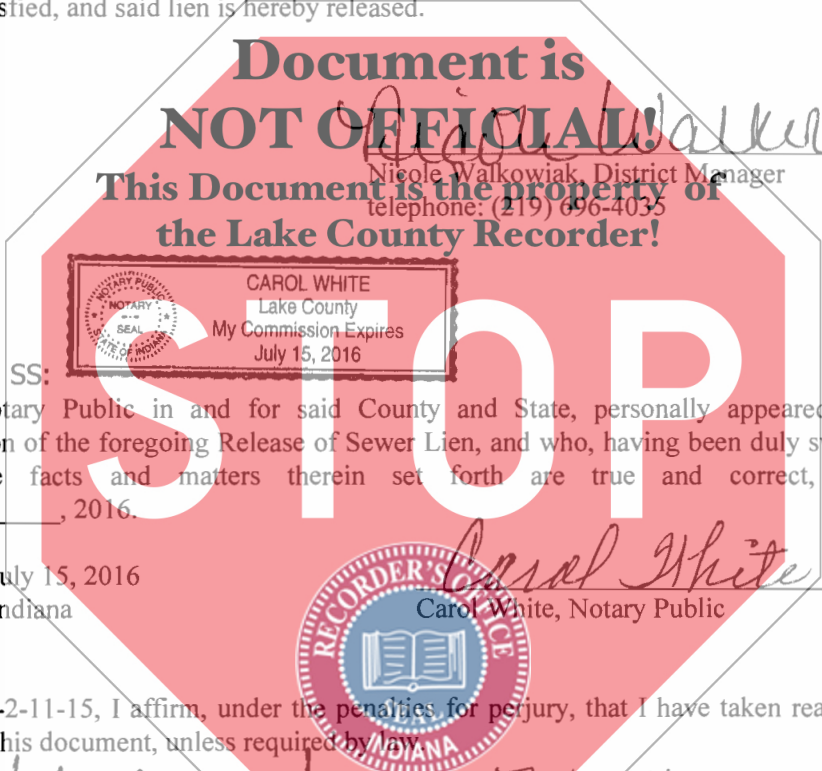 sfied, and said lien is hereby released.
Document is
NOT OFFICIAL!
Nicole Walkowiak, District Manager
This Document is the property of
telephone: (219) 696-4035
the Lake County Recorder!
NOTARY PUBLIC
NOTARY
SEAL
STATE OF INDIANA
CAROL WHITE
Lake County
My Commission Expires
July 15, 2016
STOP
SS:
tary Public in and for said County and State, personally appeared
n of the foregoing Release of Sewer Lien, and who, having been duly s
e facts and matters therein set forth are true and correct,
, 2016.
Carol White
uly 15, 2016
ndiana
Carol White, Notary Public
RECORDER'S OFFICE
SEAL
INDIANA
-2-11-15, I affirm, under the penalties for perjury, that I have taken rea
his document, unless required by law.